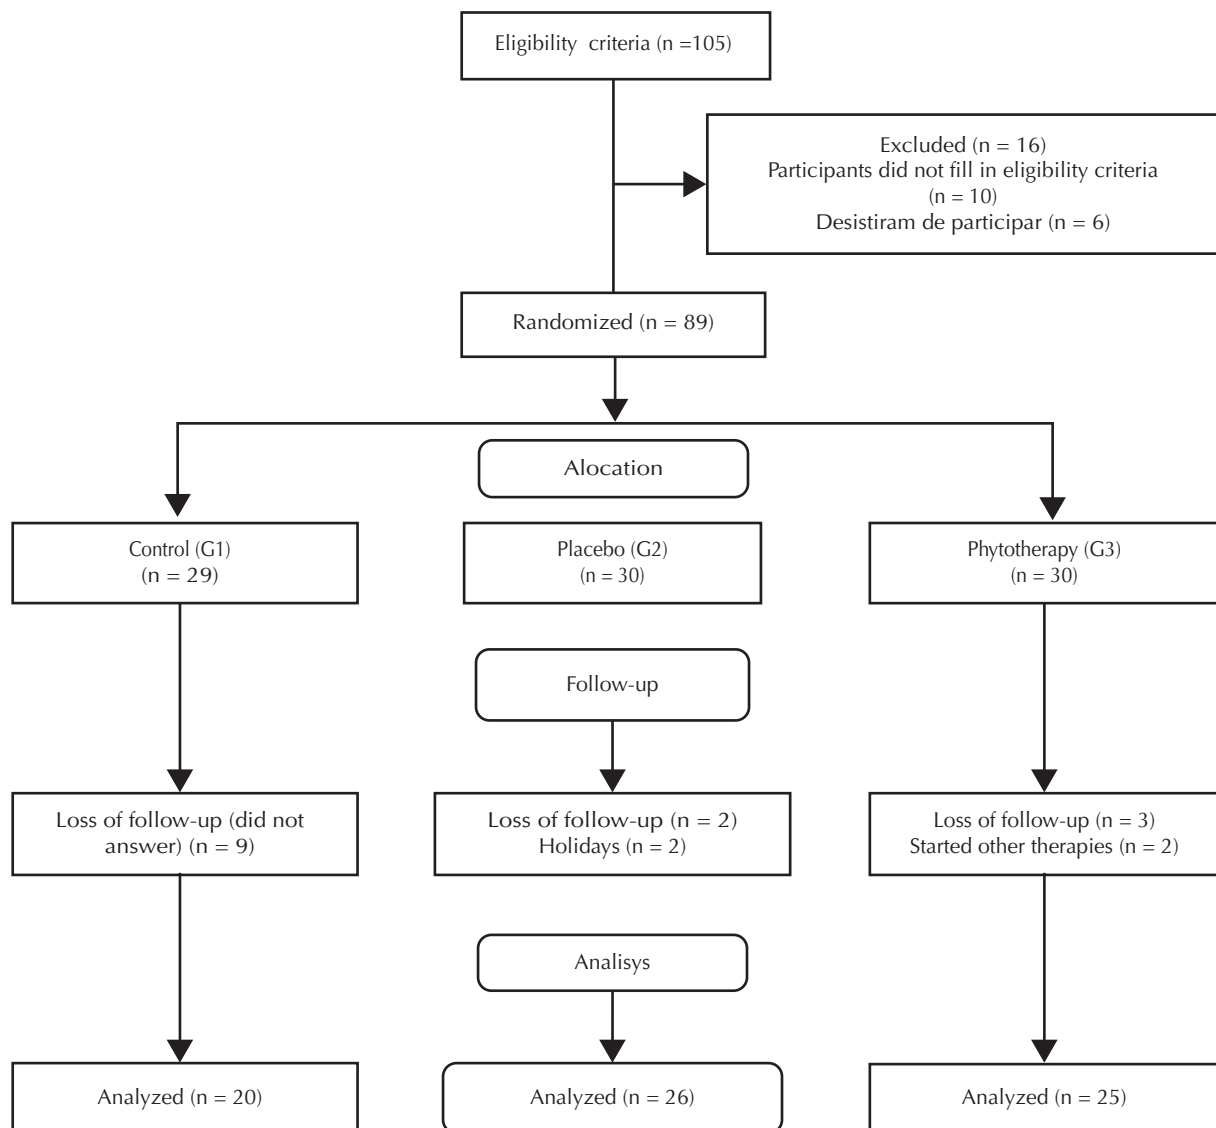 Eligibility criteria (n =105)
Excluded (n = 16)
Participants did not fill in eligibility criteria
(n = 10)
Desistiram de participar (n = 6)
Randomized (n = 89)
Alocation
Control (G1)
(n = 29)
Placebo (G2)
(n = 30)
Phytotherapy (G3)
(n = 30)
Follow-up
Loss of follow-up (did not
answer) (n = 9)
Loss of follow-up (n = 2)
Holidays (n = 2)
Loss of follow-up (n = 3)
Started other therapies (n = 2)
Analisys
Analyzed (n = 20)
Analyzed (n = 26)
Analyzed (n = 25)